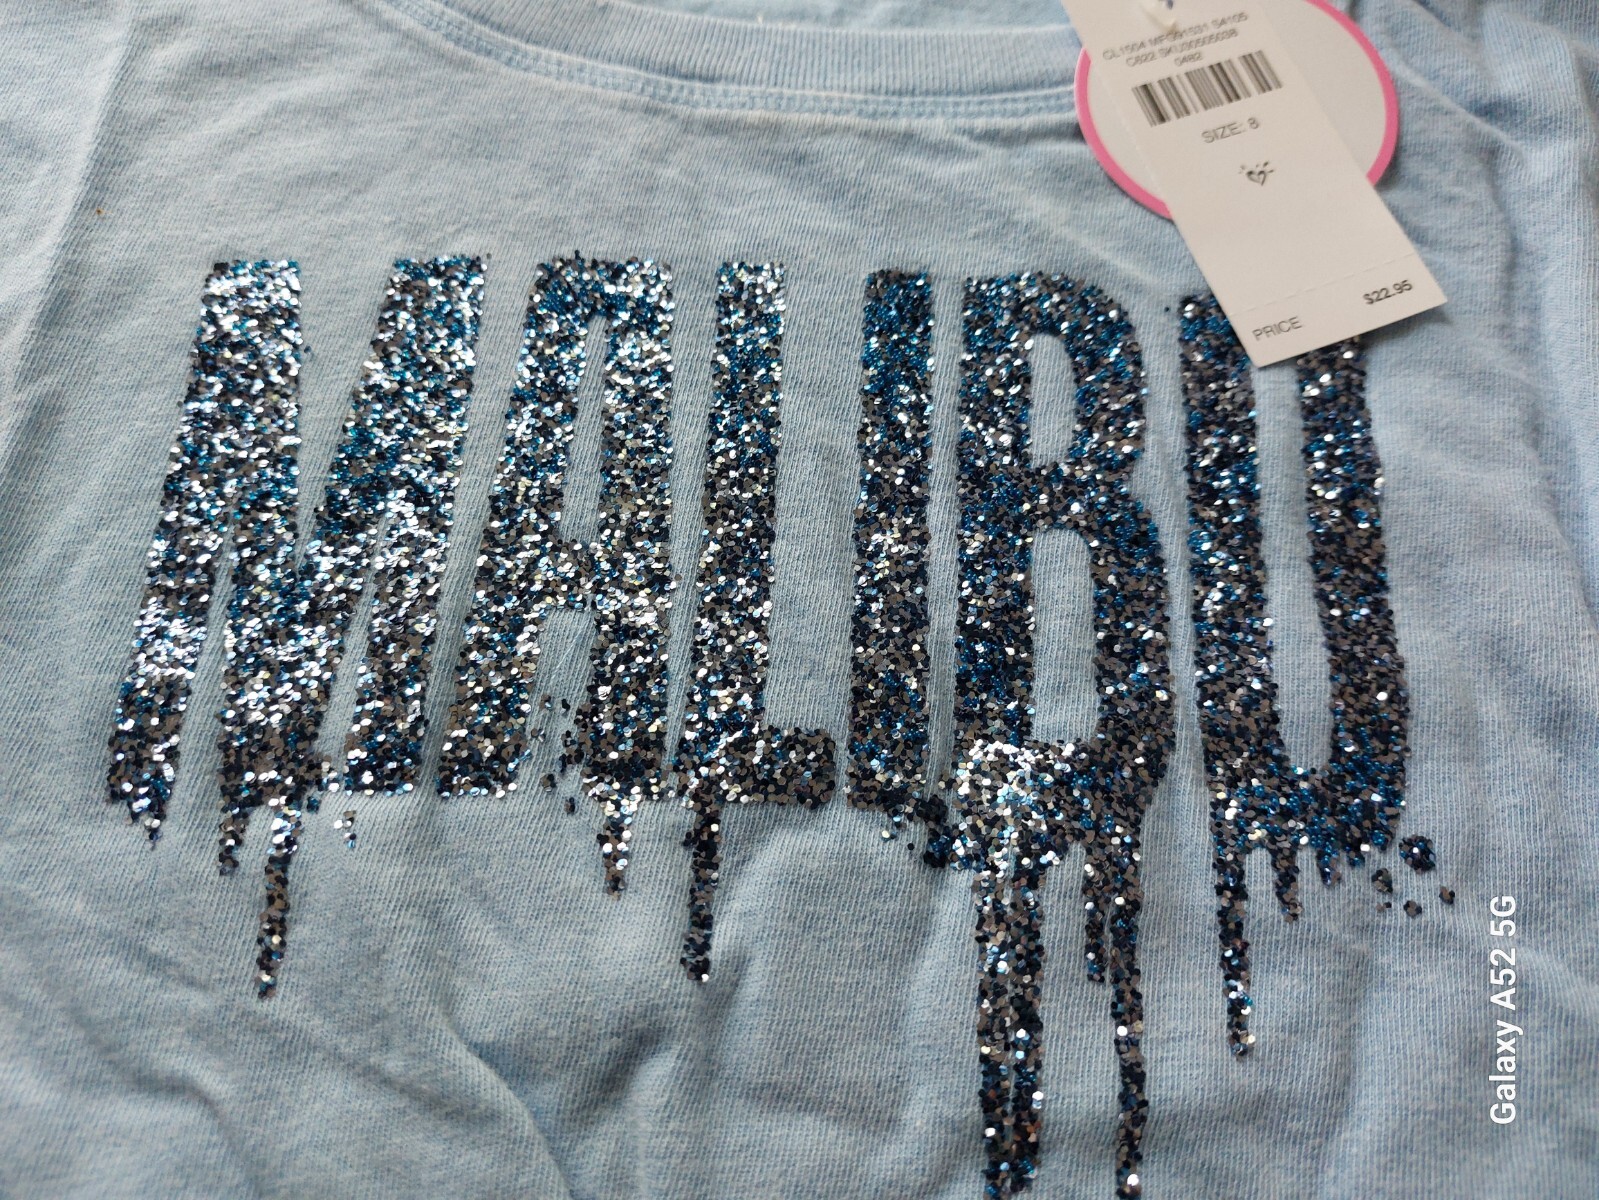 SIZE: 8
PRICE $22.95
MALIBU
Galaxy A52 5G